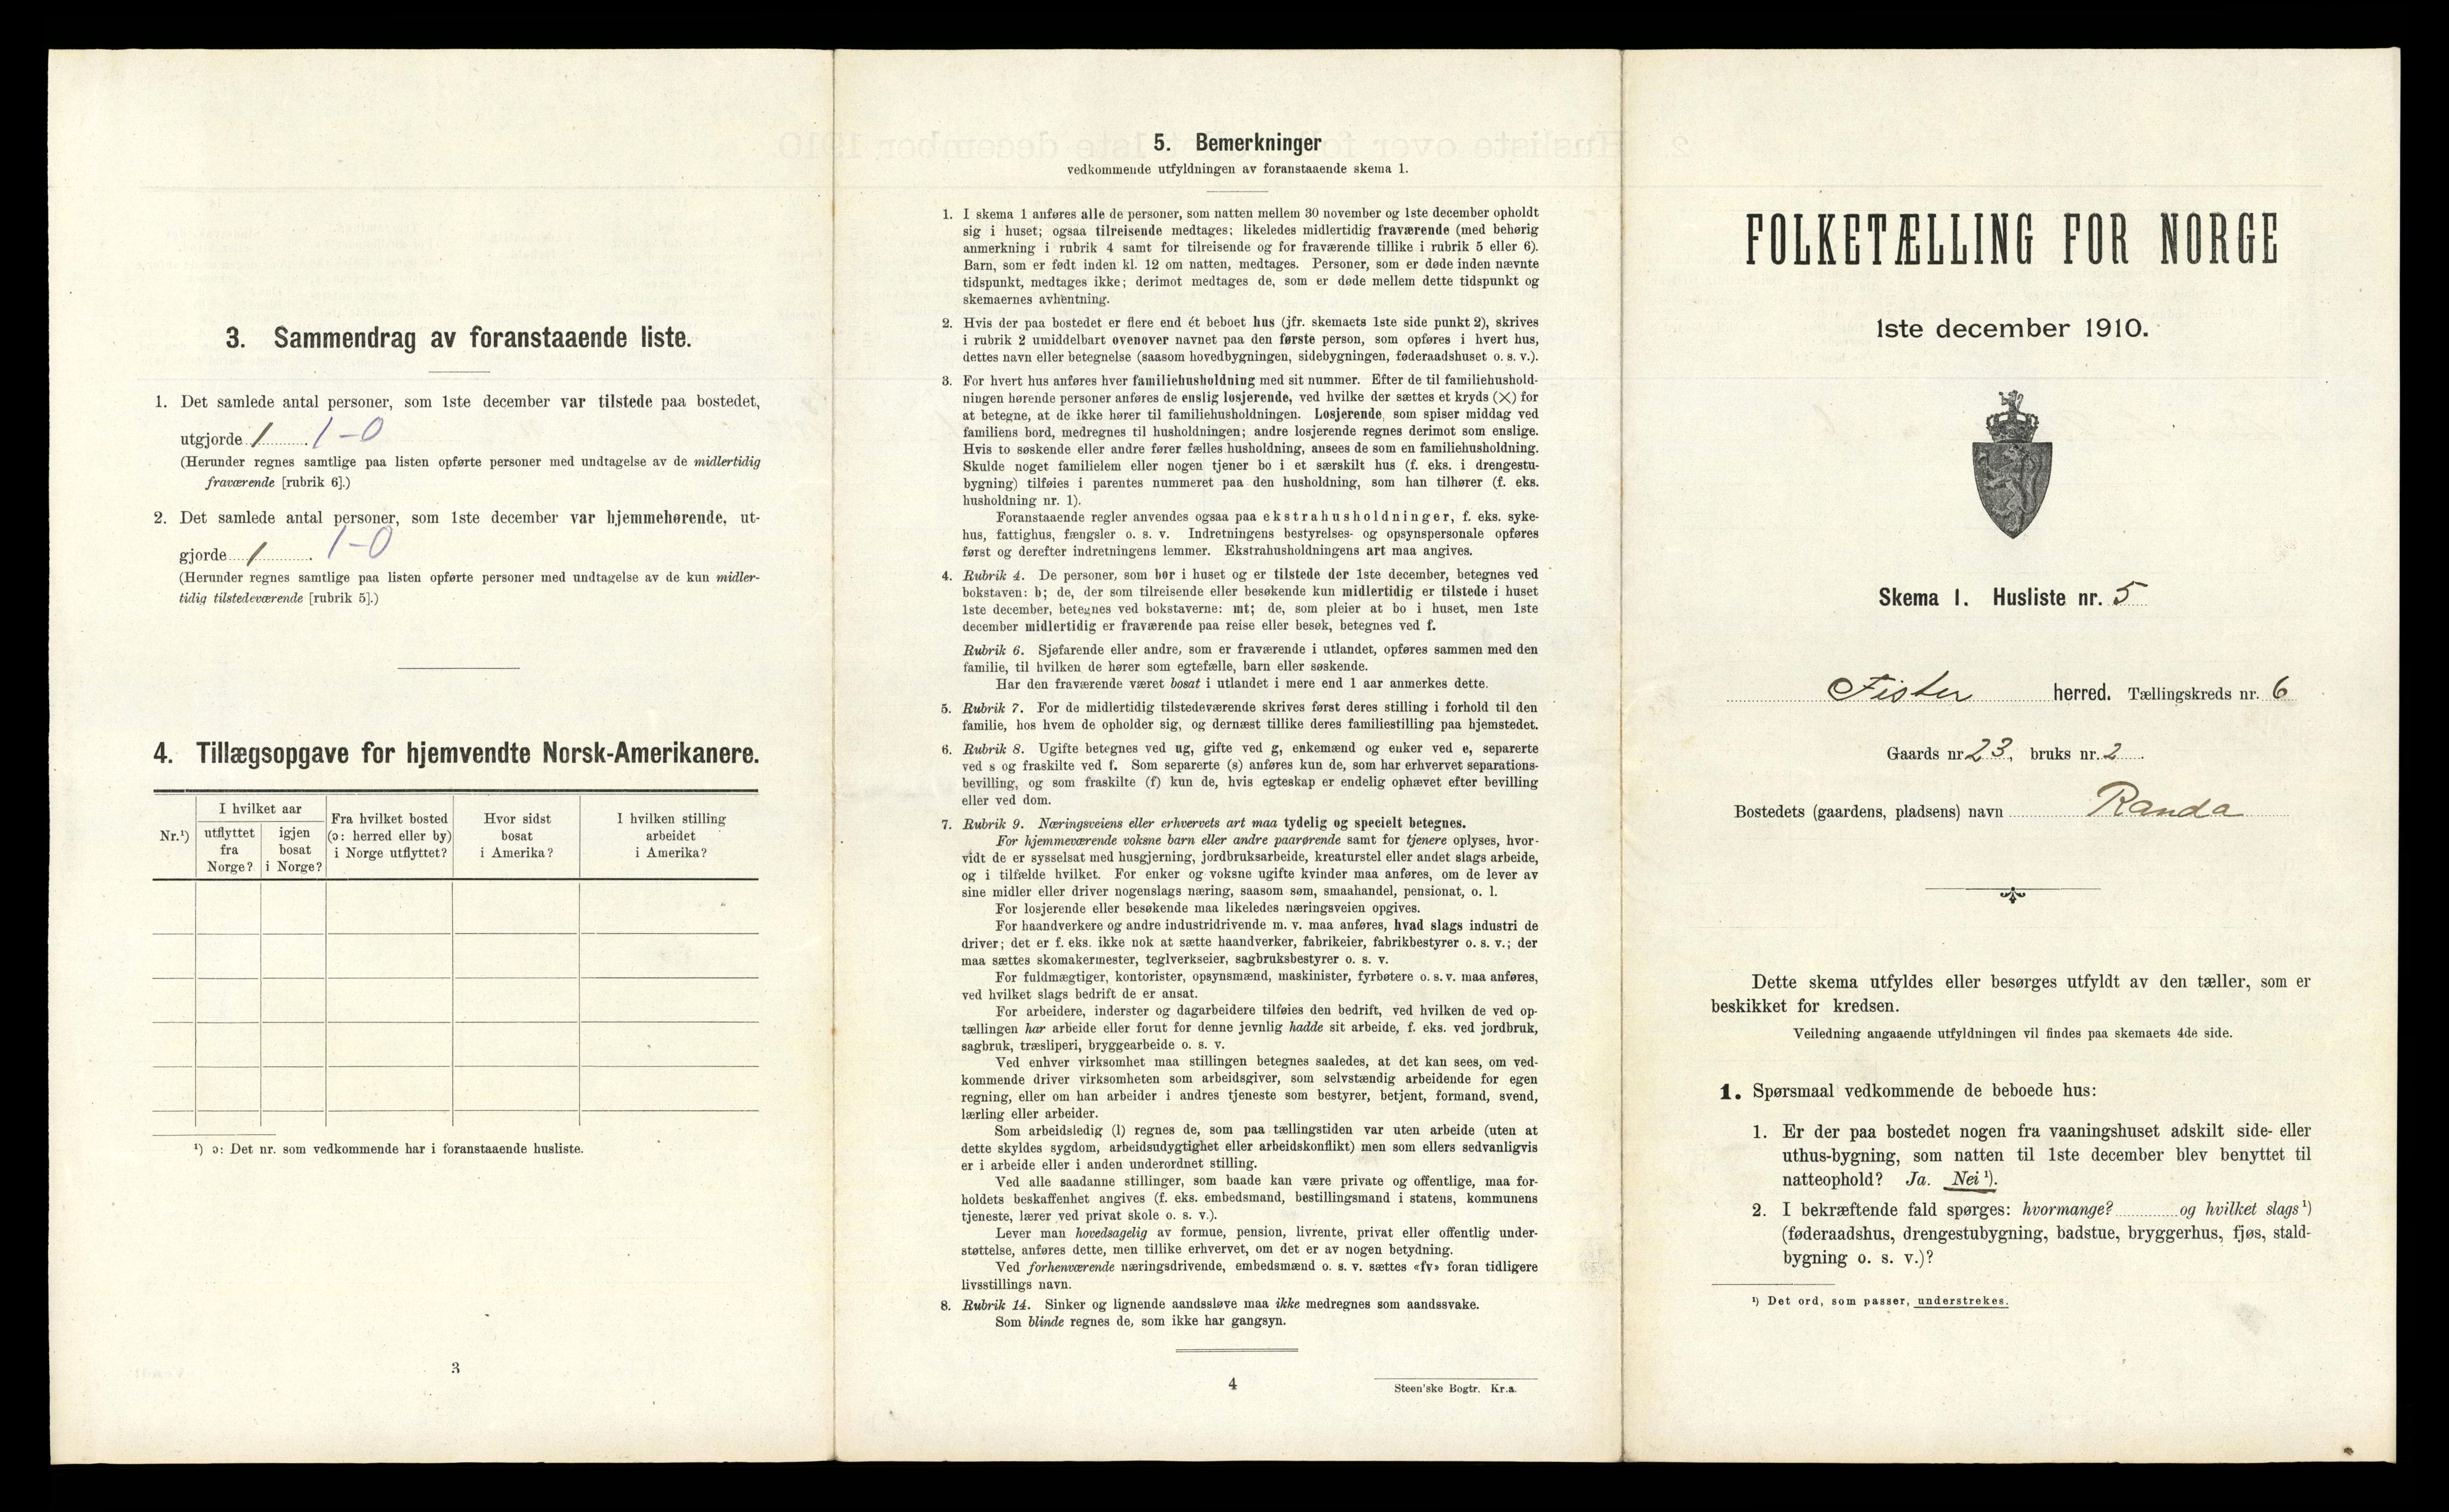 3. Sammendrag av foranstaaende liste.
1. Det samlede antal personer, som 1ste december var tilstede paa bostedet,
utgjorde 1 . 1-0
(Herunder regnes samtlige paa listen opførte personer med undtagelse av de midlertidig
fraværende [rubrik 6].)
2. Det samlede antal personer, som 1ste december var hjemmehørende, ut-
gjorde 1 . 1-0
(Herunder regnes samtlige paa listen opførte personer med undtagelse av de kun midler-
tidig tilstedeværende [rubrik 5].)
4. Tillægsopgave for hjemvendte Norsk-Amerikanere.
Nr.¹)
I hvilket aar
utflyttet
fra
Norge?
igjen
bosat
i Norge?
Fra hvilket bosted
(ɔ: herred eller by)
i Norge utflyttet?
Hvor sidst
bosat
i Amerika?
I hvilken stilling
arbeidet
i Amerika?
¹) ɔ: Det nr. som vedkommende har i foranstaaende husliste.
3
5. Bemerkninger
vedkommende utfyldningen av foranstaaende skema 1.
1. I skema 1 anføres alle de personer, som natten mellem 30 november og 1ste december opholdt
sig i huset; ogsaa tilreisende medtages; likeledes midlertidig fraværende (med behørig
anmerkning i rubrik 4 samt for tilreisende og for fraværende tillike i rubrik 5 eller 6).
Barn, som er født inden kl. 12 om natten, medtages. Personer, som er døde inden nævnte
tidspunkt, medtages ikke; derimot medtages de, som er døde mellem dette tidspunkt og
skemaernes avhentning.
2. Hvis der paa bostedet er flere end ét beboet hus (jfr. skemaets 1ste side punkt 2), skrives
i rubrik 2 umiddelbart ovenover navnet paa den første person, som opføres i hvert hus,
dettes navn eller betegnelse (saasom hovedbygningen, sidebygningen, føderaadshuset o. s. v.).
3. For hvert hus anføres hver familiehusholdning med sit nummer. Efter de til familiehushold-
ningen hørende personer anføres de enslig losjerende, ved hvilke der sættes et kryds (×) for
at betegne, at de ikke hører til familiehusholdningen. Losjerende, som spiser middag ved
familiens bord, medregnes til husholdningen; andre losjerende regnes derimot som enslige.
Hvis to søskende eller andre fører fælles husholdning, ansees de som en familiehusholdning.
Skulde noget familielem eller nogen tjener bo i et særskilt hus (f. eks. i drengestu-
bygning) tilføies i parentes nummeret paa den husholdning, som han tilhører (f. eks.
husholdning nr. 1).
Foranstaaende regler anvendes ogsaa paa ekstrahusholdninger, f. eks. syke-
hus, fattighus, fængsler o. s. v. Indretningens bestyrelses- og opsynspersonale opføres
først og derefter indretningens lemmer. Ekstrahusholdningens art maa angives.
4. Rubrik 4. De personer, som bor i huset og er tilstede der 1ste december, betegnes ved
bokstaven: b; de, der som tilreisende eller besøkende kun midlertidig er tilstede i huset
1ste december, betegnes ved bokstaverne: mt; de, som pleier at bo i huset, men 1ste
december midlertidig er fraværende paa reise eller besøk, betegnes ved f.
Rubrik 6. Sjøfarende eller andre, som er fraværende i utlandet, opføres sammen med den
familie, til hvilken de hører som egtefælle, barn eller søskende.
Har den fraværende været bosat i utlandet i mere end 1 aar anmerkes dette.
5. Rubrik 7. For de midlertidig tilstedeværende skrives først deres stilling i forhold til den
familie, hos hvem de opholder sig, og dernæst tillike deres familiestilling paa hjemstedet.
6. Rubrik 8. Ugifte betegnes ved ug, gifte ved g, enkemænd og enker ved e, separerte
ved s og fraskilte ved f. Som separerte (s) anføres kun de, som har erhvervet separations-
bevilling, og som fraskilte (f) kun de, hvis egteskap er endelig ophævet efter bevilling
eller ved dom.
7. Rubrik 9. Næringsveiens eller erhvervets art maa tydelig og specielt betegnes.
For hjemmeværende voksne barn eller andre paarørende samt for tjenere oplyses, hvor-
vidt de er sysselsat med husgjerning, jordbruksarbeide, kreaturstel eller andet slags arbeide,
og i tilfælde hvilket. For enker og voksne ugifte kvinder maa anføres, om de lever av
sine midler eller driver nogenslags næring, saasom søm, smaahandel, pensionat, o. l.
For losjerende eller besøkende maa likeledes næringsveien opgives.
For haandverkere og andre industridrivende m. v. maa anføres, hvad slags industri de
driver; det er f. eks. ikke nok at sætte haandverker, fabrikeier, fabrikbestyrer o. s. v.; der
maa sættes skomakermester, teglverkseier, sagbruksbestyrer o. s. v.
For fuldmægtiger, kontorister, opsynsmænd, maskinister, fyrbøtere o. s. v. maa anføres,
ved hvilket slags bedrift de er ansat.
For arbeidere, inderster og dagarbeidere tilføies den bedrift, ved hvilken de ved op-
tællingen har arbeide eller forut for denne jevnlig hadde sit arbeide, f. eks. ved jordbruk,
sagbruk, træsliperi, bryggearbeide o. s. v.
Ved enhver virksomhet maa stillingen betegnes saaledes, at det kan sees, om ved-
kommende driver virksomheten som arbeidsgiver, som selvstændig arbeidende for egen
regning, eller om han arbeider i andres tjeneste som bestyrer, betjent, formand, svend,
lærling eller arbeider.
Som arbeidsledig (l) regnes de, som paa tællingstiden var uten arbeide (uten at
dette skyldes sygdom, arbeidsudygtighet eller arbeidskonflikt) men som ellers sedvanligvis
er i arbeide eller i anden underordnet stilling.
Ved alle saadanne stillinger, som baade kan være private og offentlige, maa for-
holdets beskaffenhet angives (f. eks. embedsmand, bestillingsmand i statens, kommunens
tjeneste, lærer ved privat skole o. s. v.).
Lever man hovedsagelig av formue, pension, livrente, privat eller offentlig under-
støttelse, anføres dette, men tillike erhvervet, om det er av nogen betydning.
Ved forhenværende næringsdrivende, embedsmænd o. s. v. sættes «fv» foran tidligere
livsstillings navn.
8. Rubrik 14. Sinker og lignende aandssløve maa ikke medregnes som aandssvake.
Som blinde regnes de, som ikke har gangsyn.
4
Steen'ske Bogtr. Kr.a.
FOLKETÆLLING FOR NORGE
1ste december 1910.
Skema 1. Husliste nr. 5
Fister herred. Tællingskreds nr. 6
Gaards nr. 23, bruks nr. 2.
Bostedets (gaardens, pladsens) navn Randa
Dette skema utfyldes eller besørges utfyldt av den tæller, som er
beskikket for kredsen.
Veiledning angaaende utfyldningen vil findes paa skemaets 4de side.
1. Spørsmaal vedkommende de beboede hus:
1. Er der paa bostedet nogen fra vaaningshuset adskilt side- eller
uthus-bygning, som natten til 1ste december blev benyttet til
natteophold? Ja. Nei ¹).
2. I bekræftende fald spørges: hvormange? og hvilket slags ¹)
(føderaadshus, drengestubygning, badstue, bryggerhus, fjøs, stald-
bygning o. s. v.)?
¹) Det ord, som passer, understrekes.